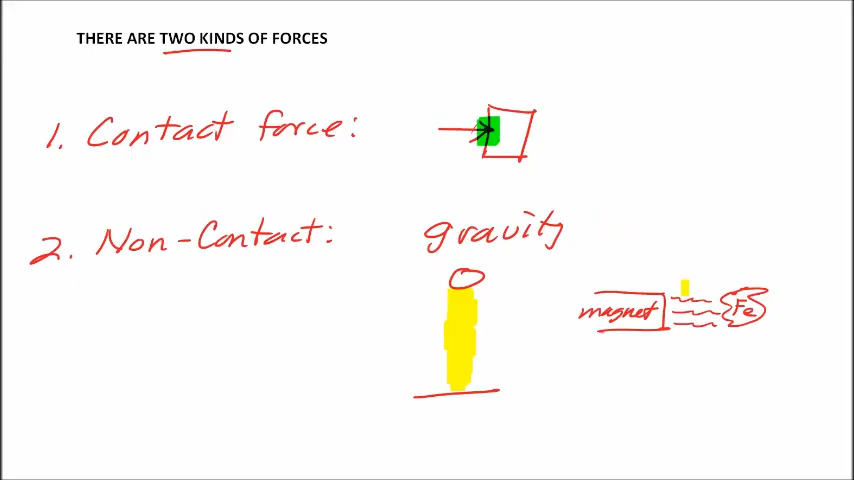 THERE ARE TWO KINDS OF FORCES
1. Contact force:
2. Non-Contact: gravity
magnet Fe